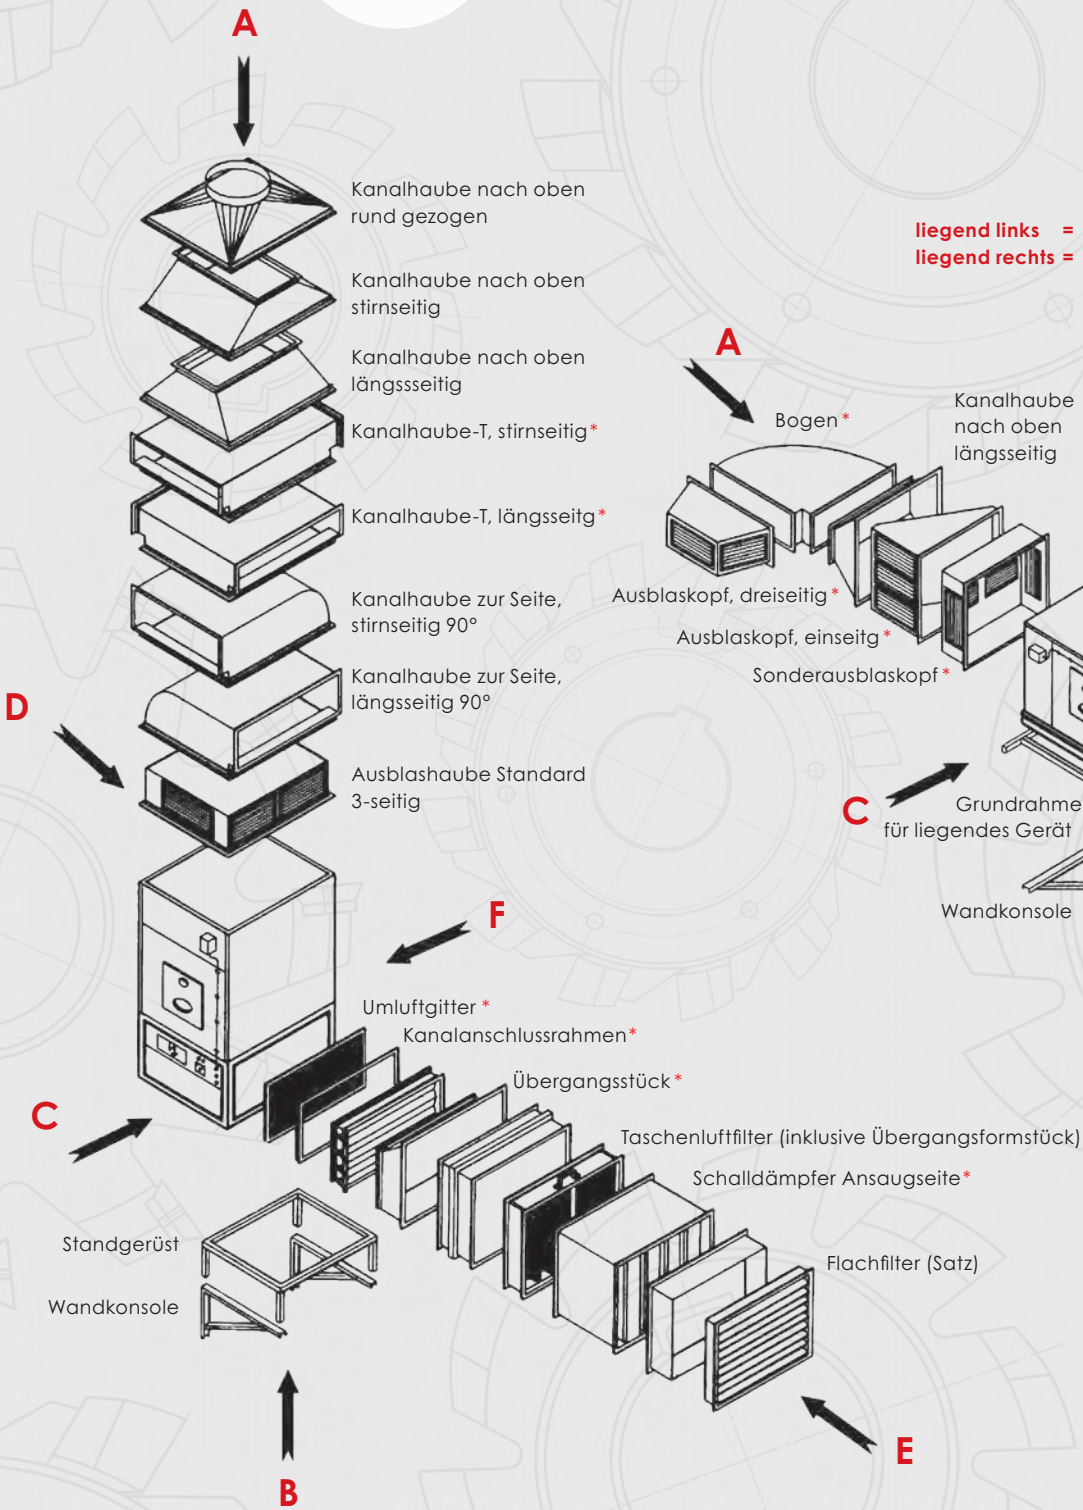 A
Kanalhaube nach oben
rund gezogen
Kanalhaube nach oben
stirnseitig
Kanalhaube nach oben
längssseitig
Kanalhaube-T, stirnseitig*
Kanalhaube-T, längsseitg*
Kanalhaube zur Seite,
stirnseitig 90°
Kanalhaube zur Seite,
längsseitig 90°
D
Ausblashaube Standard
3-seitig
F
Umluftgitter *
Kanalanschlussrahmen*
Übergangsstück*
C
Taschenluftfilter (inklusive Übergangsformstück)
Schalldämpfer Ansaugseite*
Flachfilter (Satz)
Standgerüst
Wandkonsole
E
B
liegend links =
liegend rechts =
A
Bogen*
Kanalhaube
nach oben
längsseitig
Ausblaskopf, dreiseitig*
Ausblaskopf, einseitg*
Sonderausblaskopf*
C
Grundrahme
für liegendes Gerät
Wandkonsole